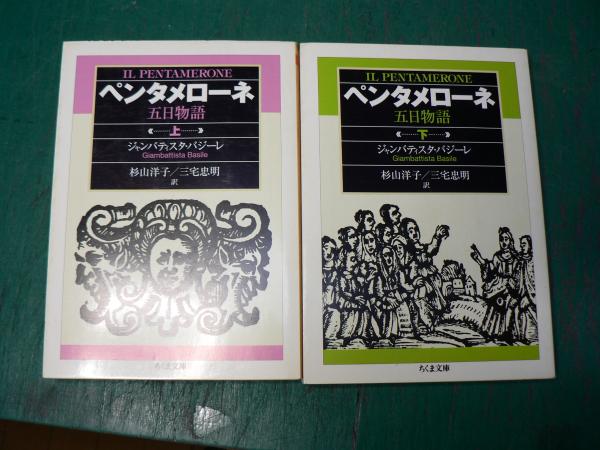 IL PENTAMERONE
ペンタメローネ
五日物語
上
ジャンバティスタ・バジーレ
Giambattista Basile
杉山洋子／三宅忠明
訳
ちくま文庫
IL PENTAMERONE
ペンタメローネ
五日物語
下
ジャンバティスタ・バジーレ
Giambattista Basile
杉山洋子／三宅忠明
訳
ちくま文庫